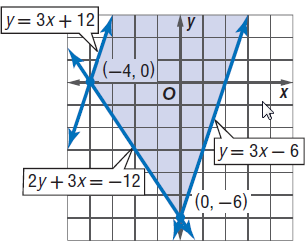 y = 3x + 12
y
(−4, 0)
O
x
y = 3x − 6
2y + 3x = −12
(0, −6)